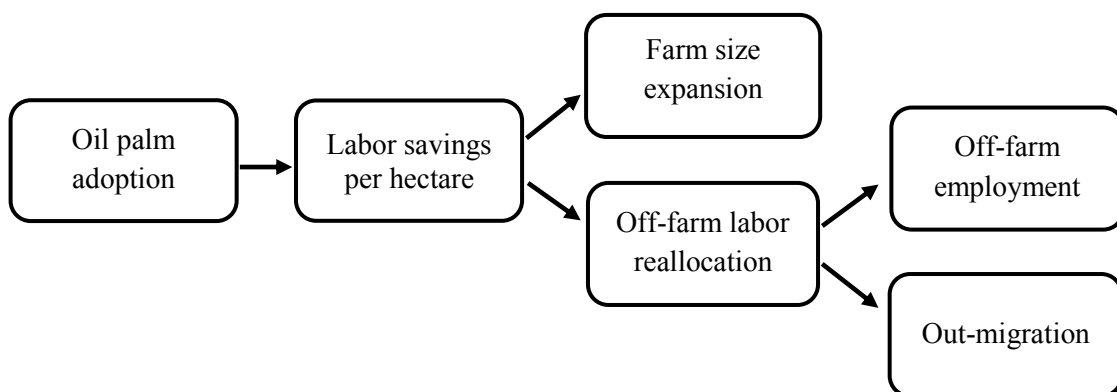 Oil palm
adoption
Labor savings
per hectare
Farm size
expansion
Off-farm labor
reallocation
Off-farm
employment
Out-migration